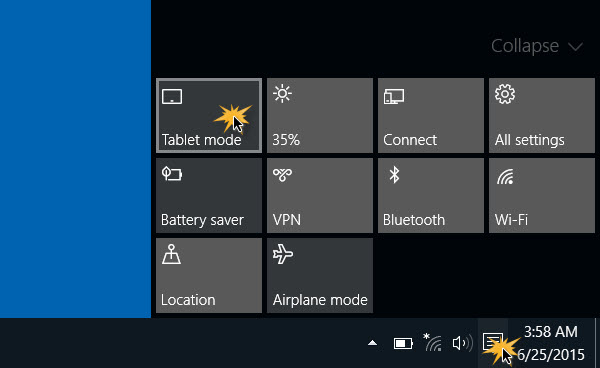 Collapse
Tablet mode
35%
Connect
All settings
Battery saver
VPN
Bluetooth
Wi-Fi
Location
Airplane mode
3:58 AM
6/25/2015